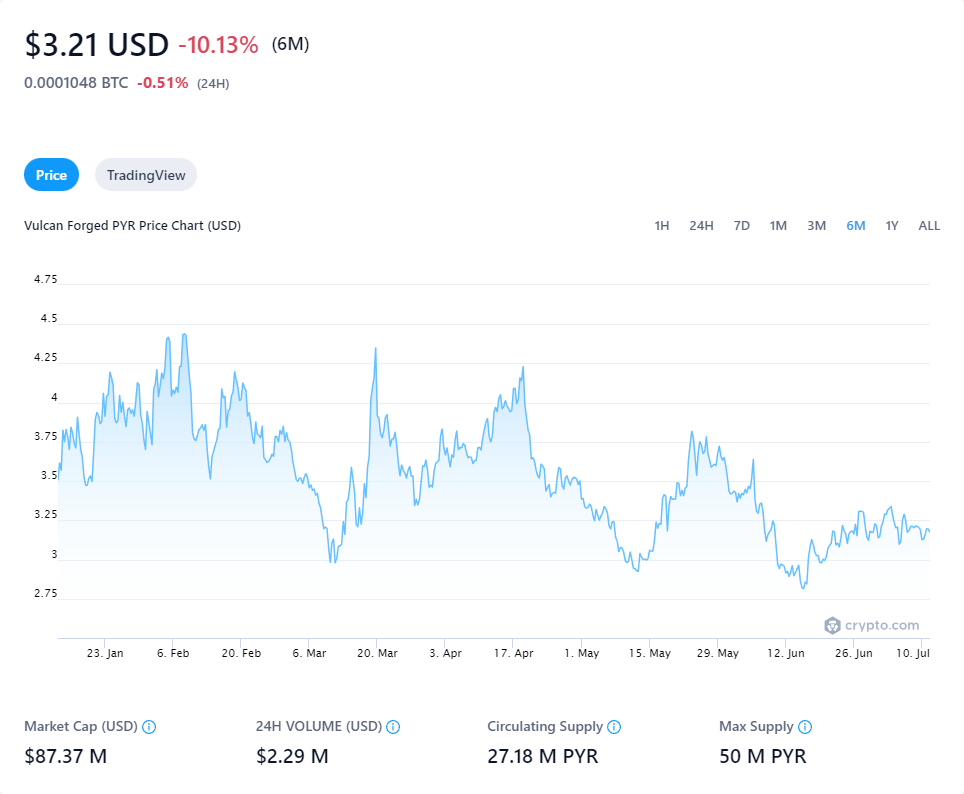 $3.21 USD -10.13% (6M)
0.0001048 BTC -0.51% (24H)
Price TradingView
Vulcan Forged PYR Price Chart (USD) 1H 24H 7D 1M 3M 6M 1Y ALL
4.75
4.5
4.25
4
3.75
3.5
3.25
3
2.75
crypto.com
23. Jan 6. Feb 20. Feb 6. Mar 20. Mar 3. Apr 17. Apr 1. May 15. May 29. May 12. Jun 26. Jun 10. Jul
Market Cap (USD) 24H VOLUME (USD) Circulating Supply Max Supply
$87.37 M $2.29 M 27.18 M PYR 50 M PYR